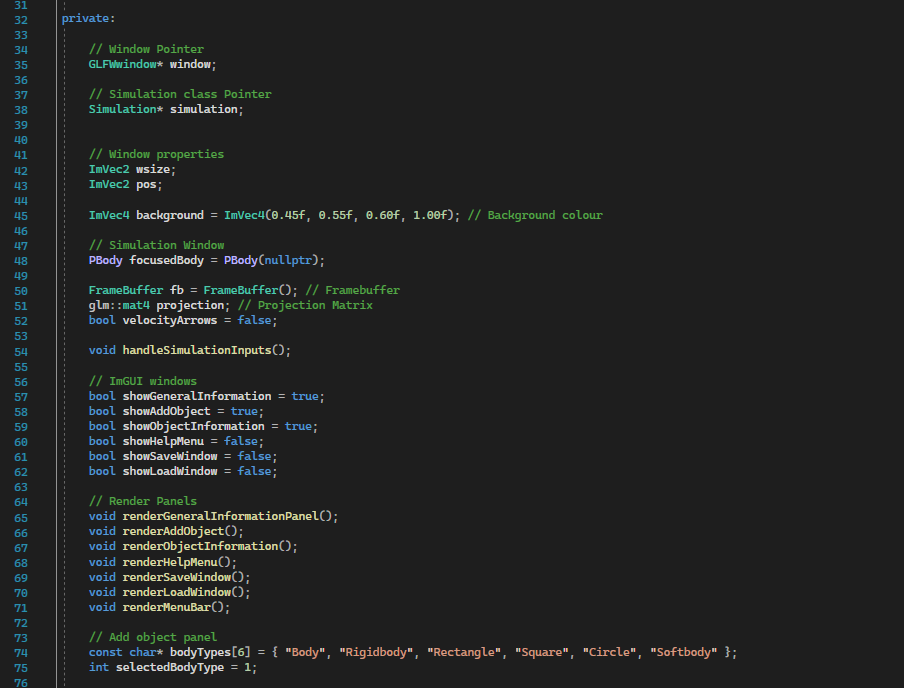 31
32 private:
33
34 // Window Pointer
35 GLFWwindow* window;
36
37 // Simulation class Pointer
38 Simulation* simulation;
39
40
41 // Window properties
42 ImVec2 wsize;
43 ImVec2 pos;
44
45 ImVec4 background = ImVec4(0.45f, 0.55f, 0.60f, 1.00f); // Background colour
46
47 // Simulation Window
48 PBody focusedBody = PBody(nullptr);
49
50 FrameBuffer fb = FrameBuffer(); // Framebuffer
51 glm::mat4 projection; // Projection Matrix
52 bool velocityArrows = false;
53
54 void handleSimulationInputs();
55
56 // ImGUI windows
57 bool showGeneralInformation = true;
58 bool showAddObject = true;
59 bool showObjectInformation = true;
60 bool showHelpMenu = false;
61 bool showSaveWindow = false;
62 bool showLoadWindow = false;
63
64 // Render Panels
65 void renderGeneralInformationPanel();
66 void renderAddObject();
67 void renderObjectInformation();
68 void renderHelpMenu();
69 void renderSaveWindow();
70 void renderLoadWindow();
71 void renderMenuBar();
72
73 // Add object panel
74 const char* bodyTypes[6] = { "Body", "Rigidbody", "Rectangle", "Square", "Circle", "Softbody" };
75 int selectedBodyType = 1;
76